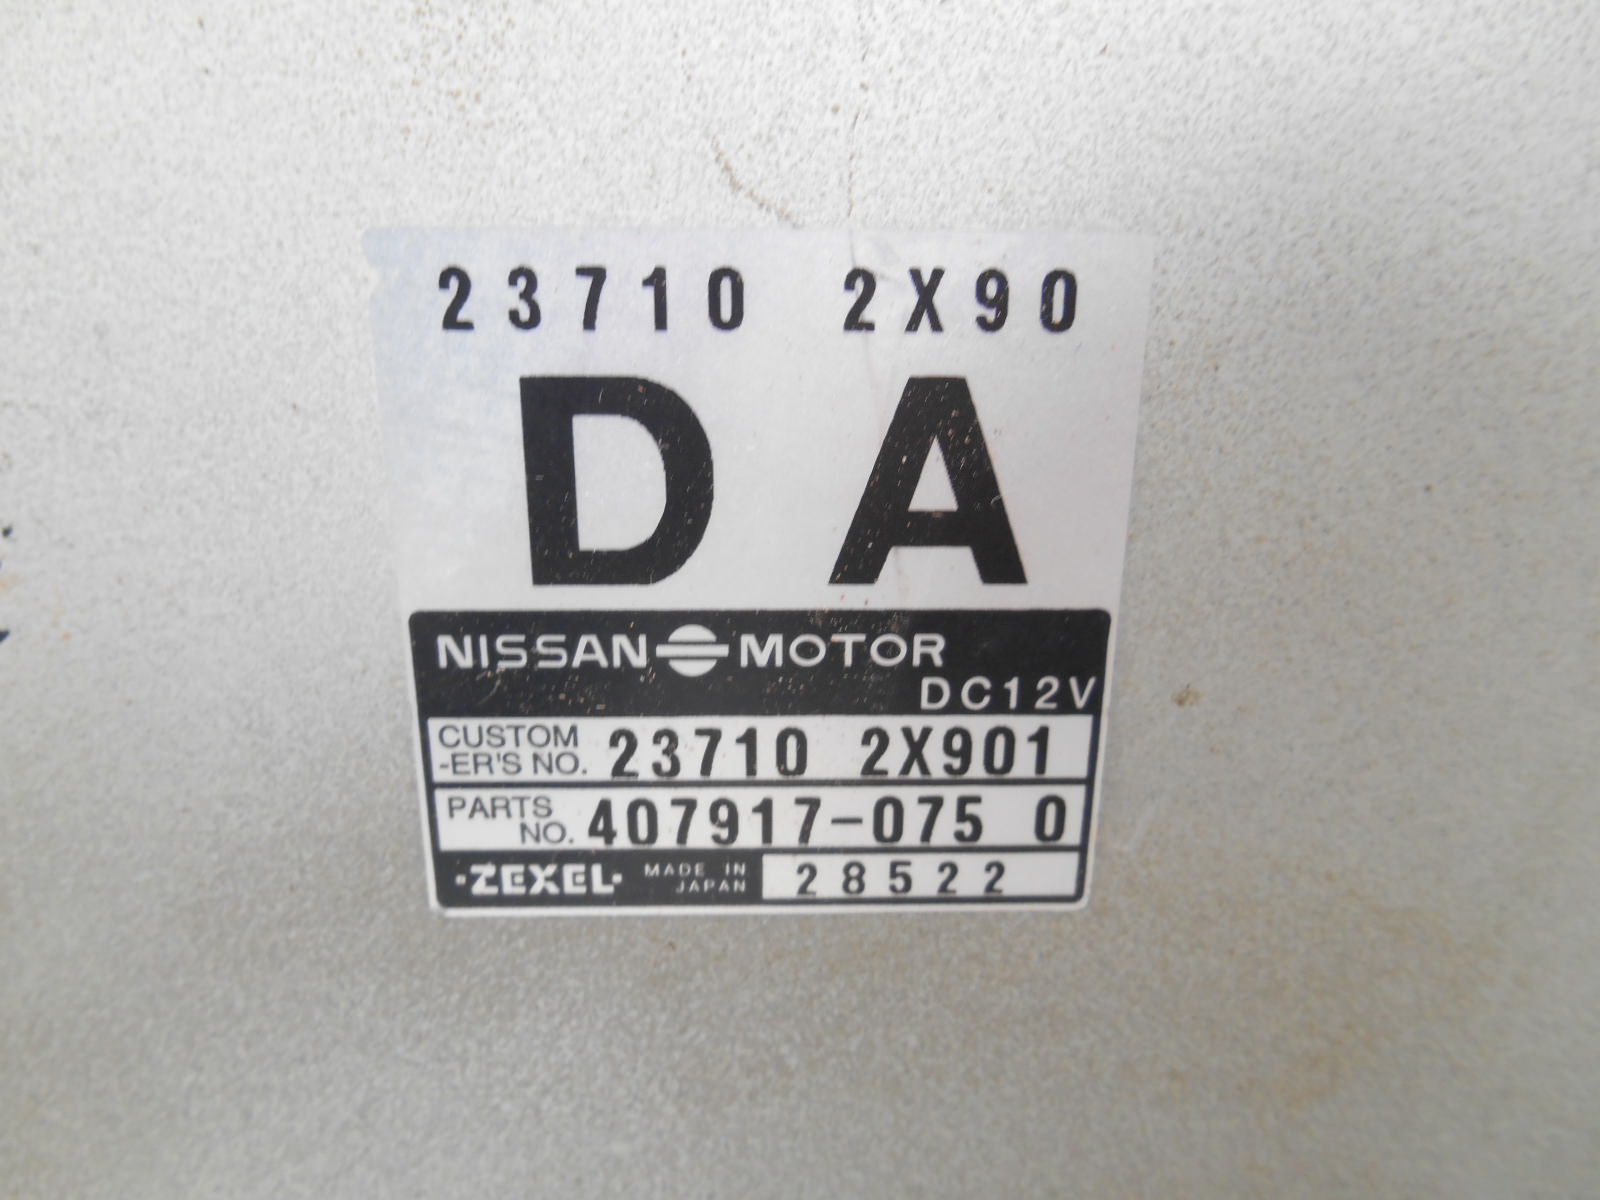 23710 2X90
D A
NISSAN MOTOR
DC12V
CUSTOM
-ER'S NO. 23710 2X901
PARTS
NO. 407917-075 0
·ZEXEL· MADE IN
JAPAN 28522